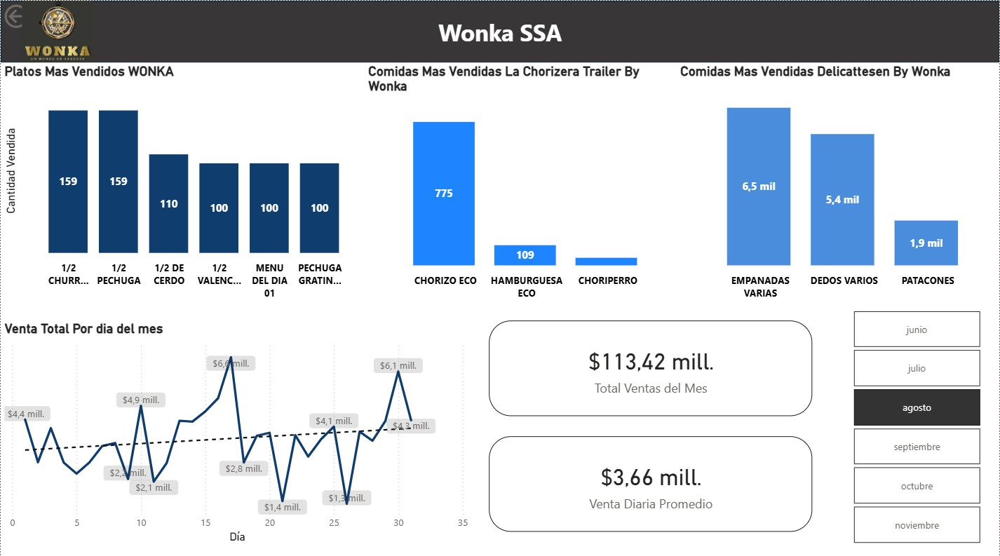 WONKA
UN MUNDO DE SABORES
Wonka SSA
Platos Mas Vendidos WONKA
Cantidad Vendida
159
159
110
100
100
100
1/2
CHURR...
1/2
PECHUGA
1/2 DE
CERDO
1/2
VALENC...
MENU
DEL DIA
01
PECHUGA
GRATIN...
Comidas Mas Vendidas La Chorizera Trailer By
Wonka
775
109
CHORIZO ECO
HAMBURGUESA
ECO
CHORIPERRO
Comidas Mas Vendidas Delicattesen By Wonka
6,5 mil
5,4 mil
1,9 mil
EMPANADAS
VARIAS
DEDOS VARIOS
PATACONES
Venta Total Por dia del mes
$4,4 mill.
$2,2 mill.
$4,9 mill.
$2,1 mill.
$6,6 mill.
$2,8 mill.
$1,4 mill.
$4,1 mill.
$1,3 mill.
$6,1 mill.
$4,3 mill.
0 5 10 15 20 25 30 35
Día
$113,42 mill.
Total Ventas del Mes
$3,66 mill.
Venta Diaria Promedio
junio
julio
agosto
septiembre
octubre
noviembre